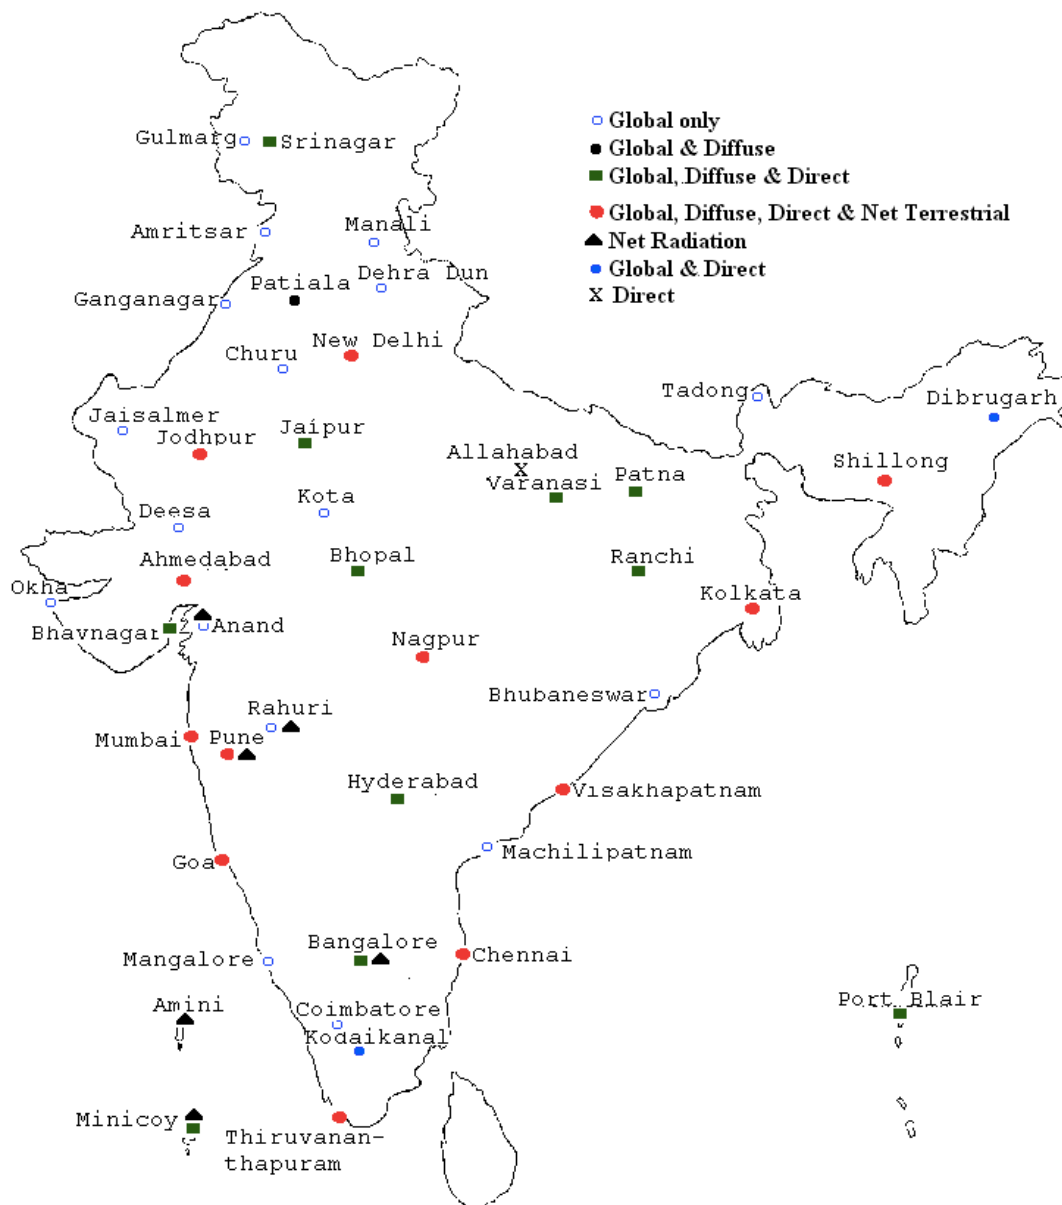 Global only
Gulmarg Srinagar
Global & Diffuse
Global, Diffuse & Direct
Global, Diffuse, Direct & Net Terrestrial
Amritsar Manali
Net Radiation
Global & Direct
Dehra Dun
Patiala
X Direct
Ganganagar
New Delhi
Churu
Tadong
Dibrugarh
Jaisalmer
Jaipur
Jodhpur
Allahabad
X
Shillong
Patna
Varanasi
Kota
Deesa
Ahmedabad
Bhopal
Ranchi
Okha
Kolkata
Bhavnagar
Anand
Nagpur
Bhubaneswar
Rahuri
Mumbai
Pune
Hyderabad
Visakhapatnam
Machilipatnam
Goa
Bangalore
Mangalore
Chennai
Amini
Port Blair
Coimbatore
Kodaikanal
Minicoy
Thiruvanan-
thapuram